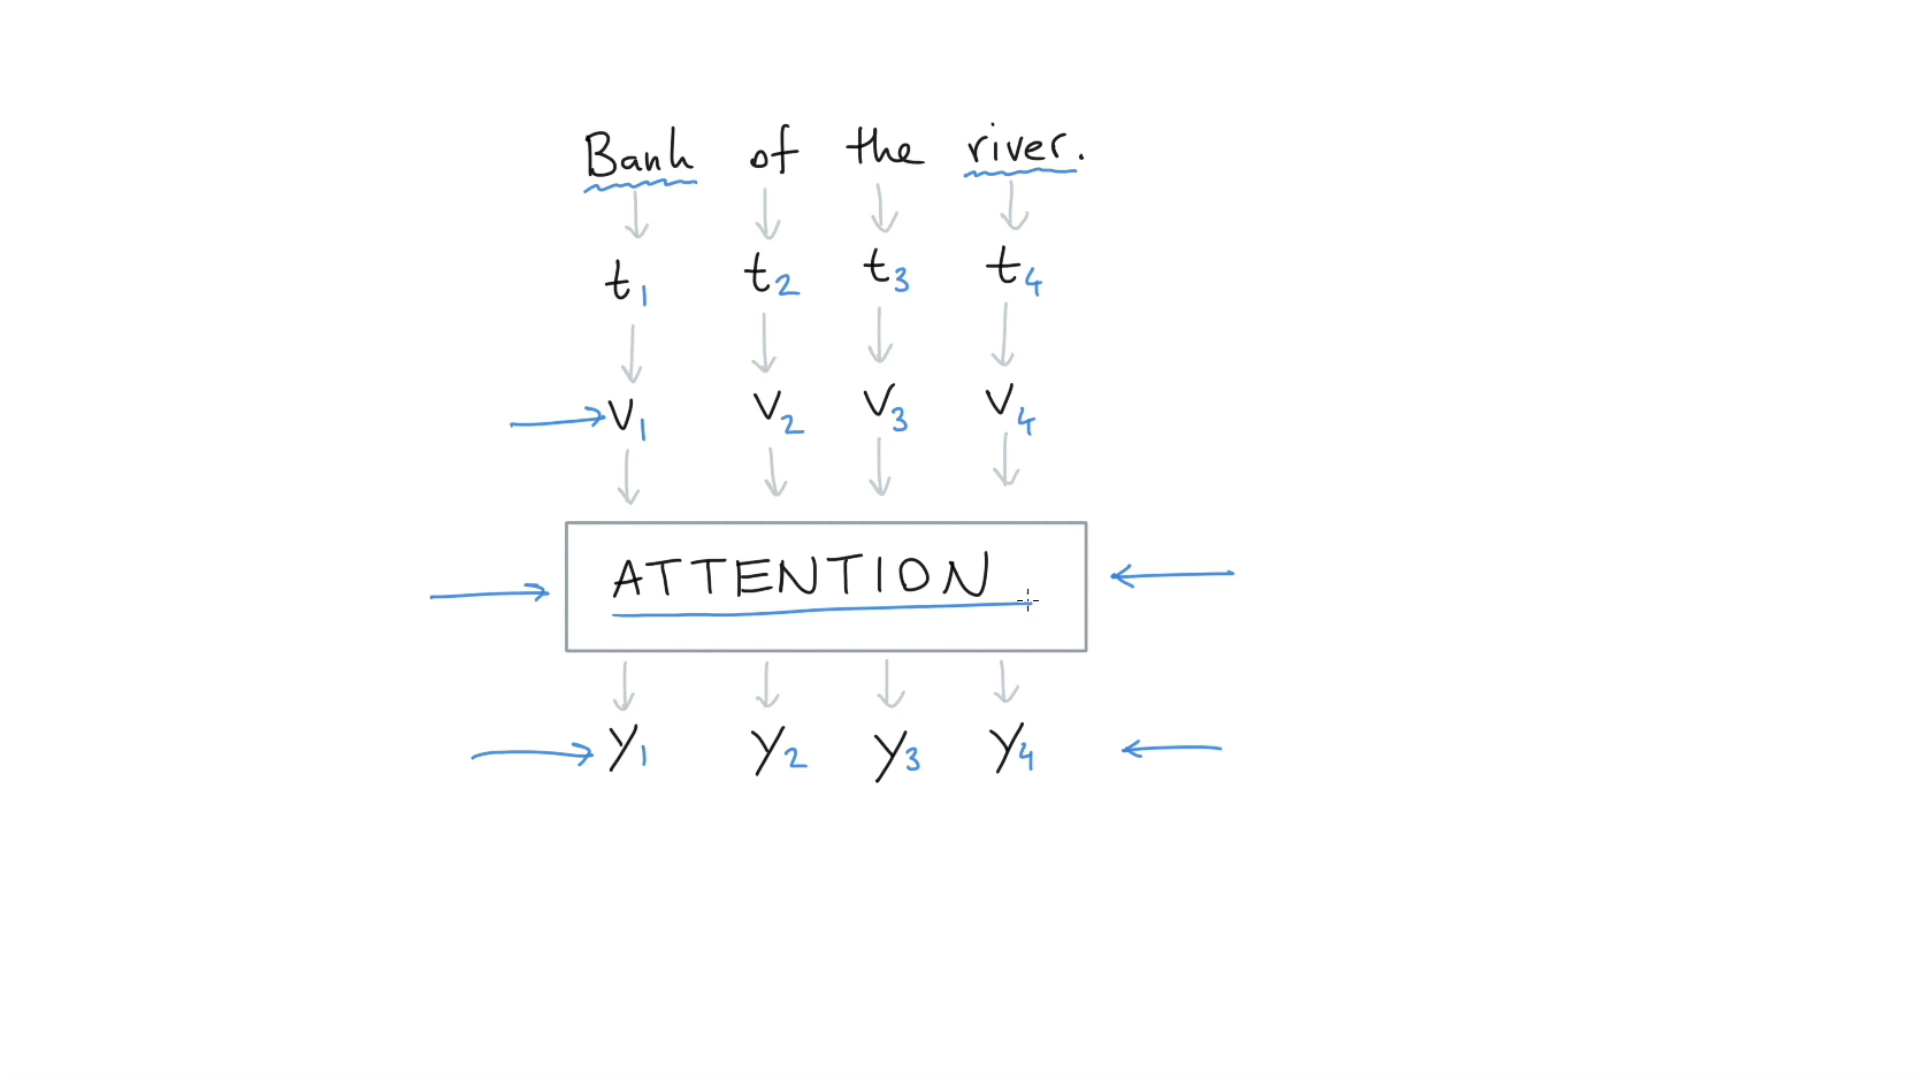 Bank of the river.
t1 t2 t3 t4
v1 v2 v3 v4
ATTENTION
y1 y2 y3 y4